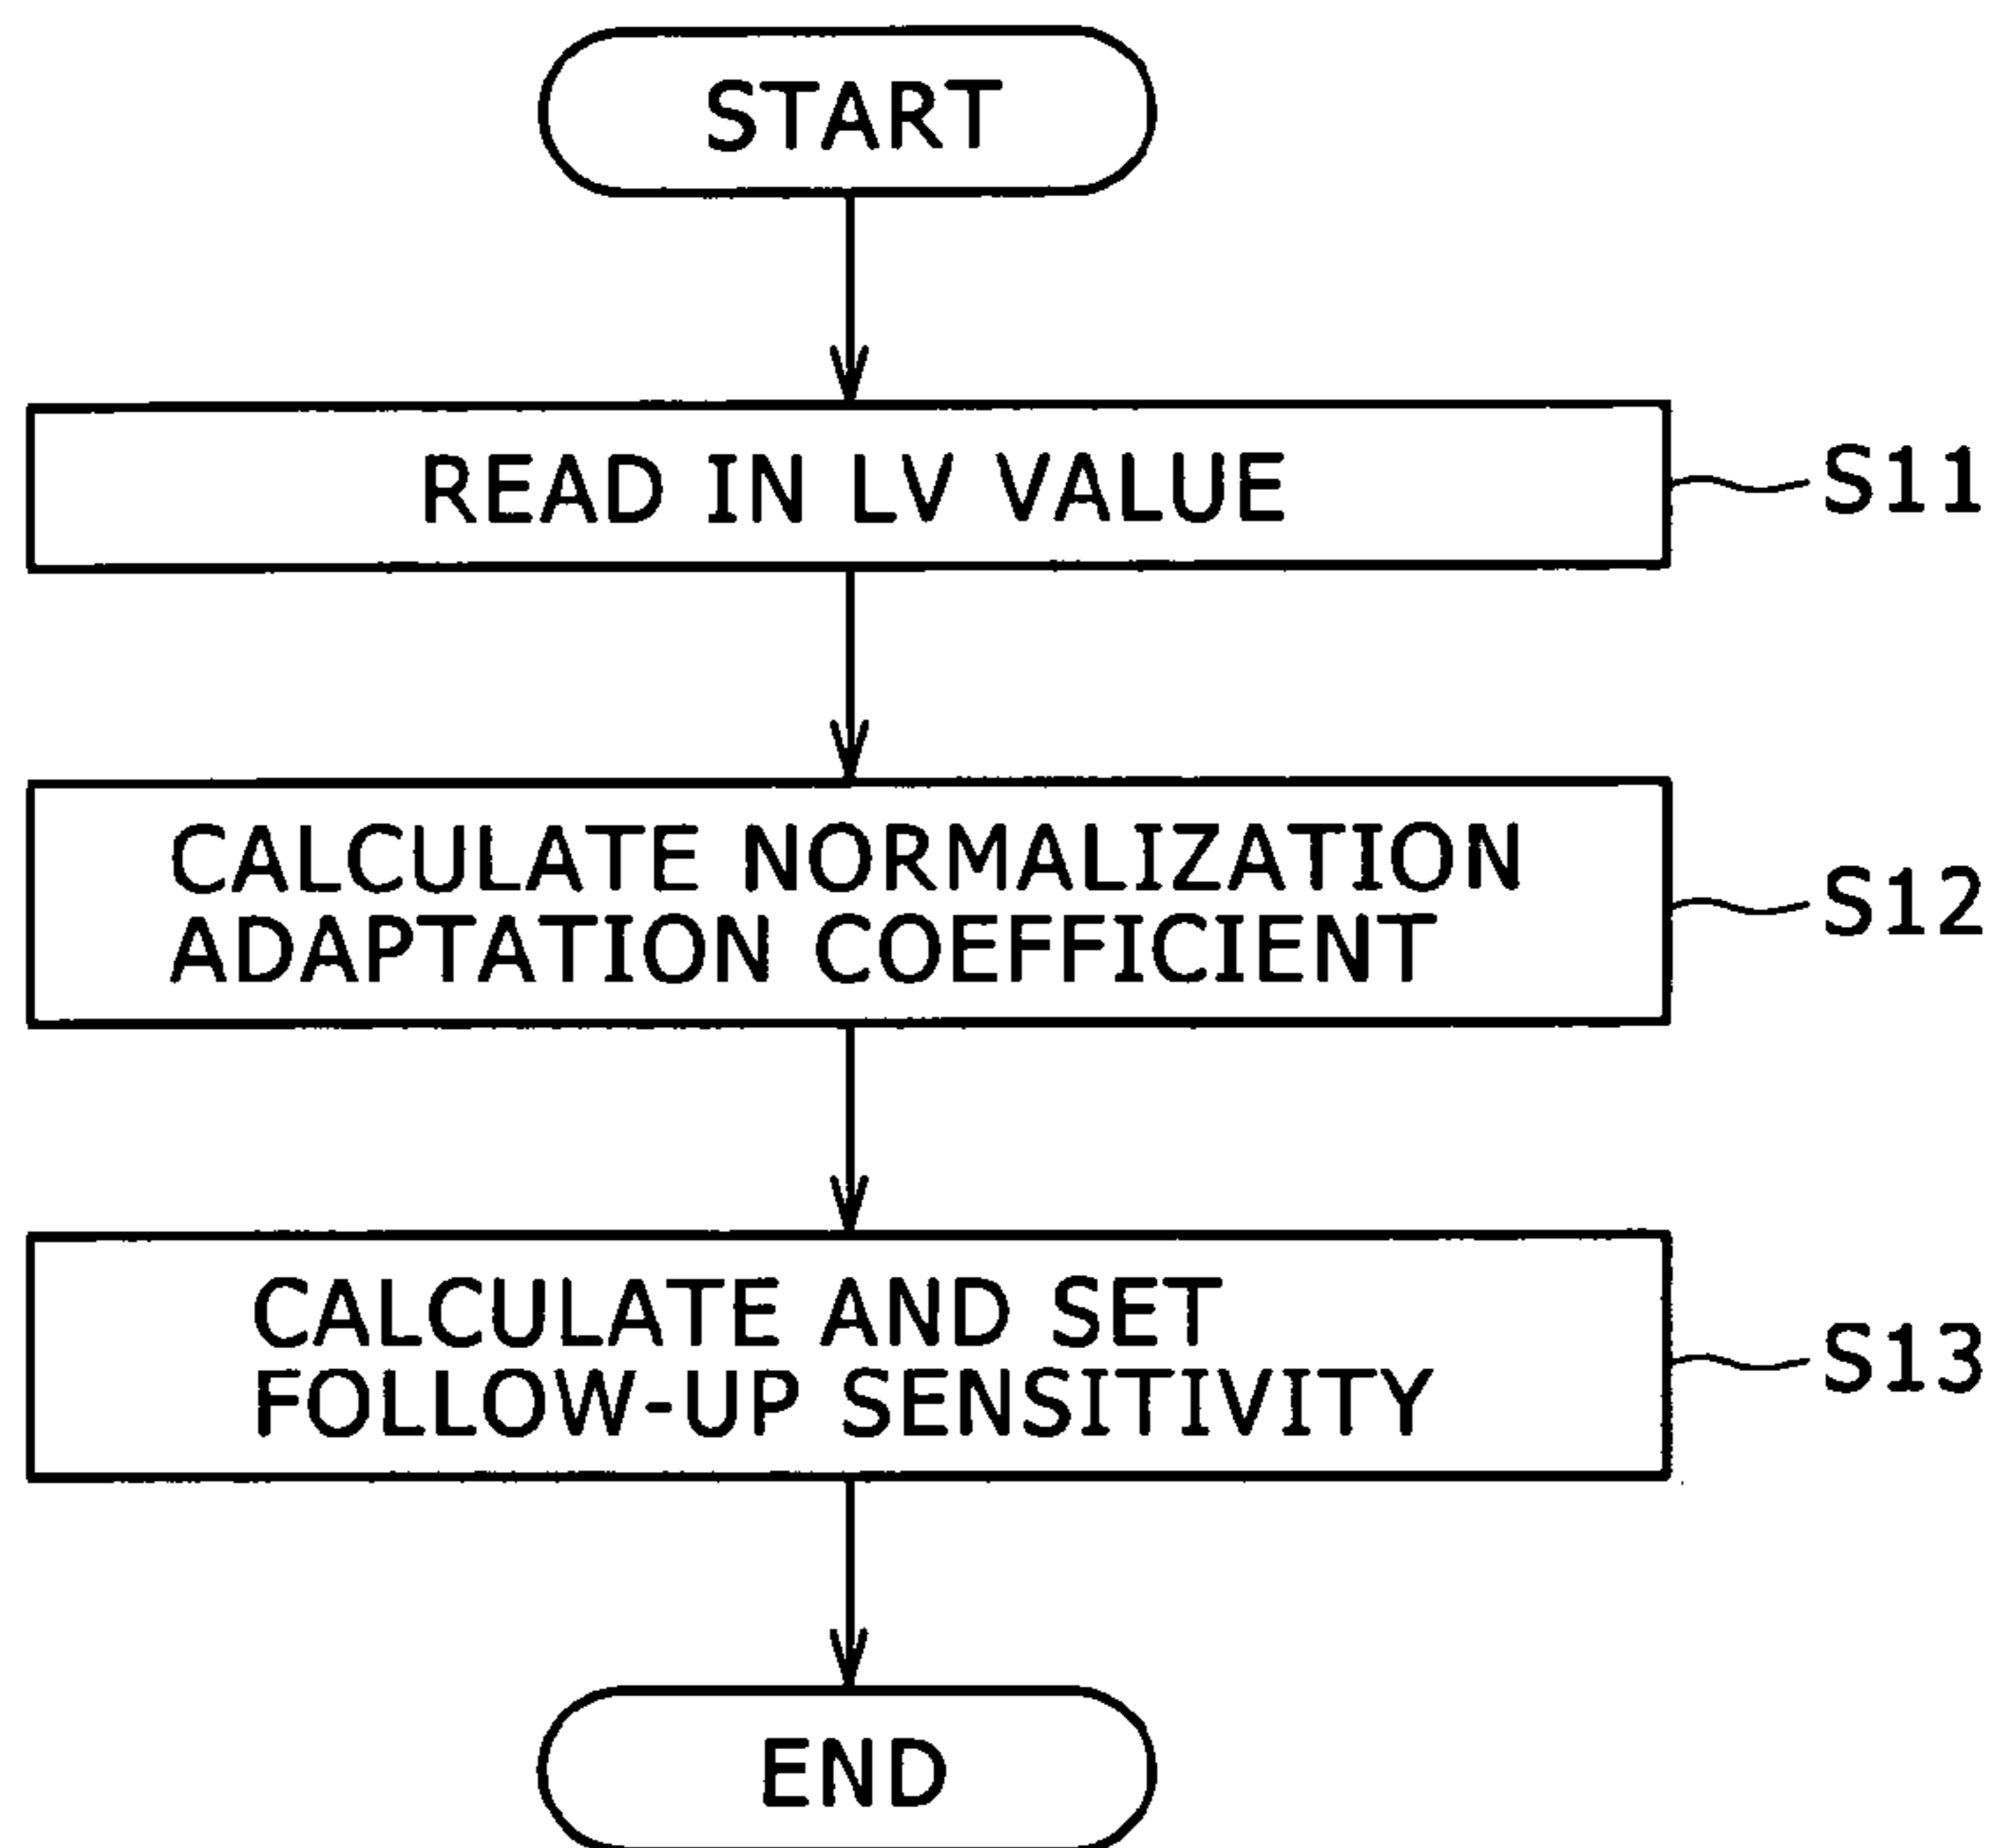 START
READ IN LV VALUE
S11
CALCULATE NORMALIZATION
ADAPTATION COEFFICIENT
S12
CALCULATE AND SET
FOLLOW-UP SENSITIVITY
S13
END